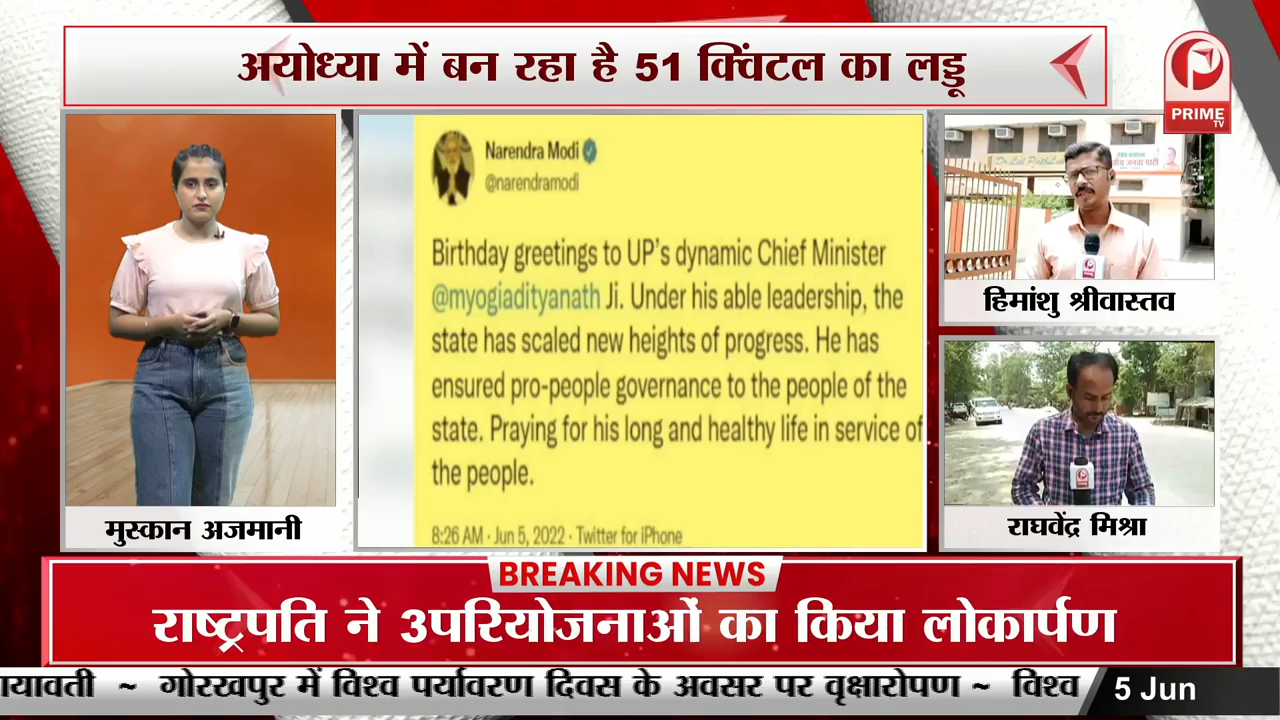 अयोध्या में बन रहा है 51 क्विंटल का लड्डू
PRIME
TV
Narendra Modi
@narendramodi
Birthday greetings to UP's dynamic Chief Minister
@myogiadityanath Ji. Under his able leadership, the
state has scaled new heights of progress. He has
ensured pro-people governance to the people of the
state. Praying for his long and healthy life in service of
the people.
8:26 AM · Jun 5, 2022 · Twitter for iPhone
हिमांशु श्रीवास्तव
मुस्कान अजमानी
राघवेंद्र मिश्रा
BREAKING NEWS
राष्ट्रपति ने 3परियोजनाओं का किया लोकार्पण
यावती ~ गोरखपुर में विश्व पर्यावरण दिवस के अवसर पर वृक्षारोपण ~ विश्व
5 Jun